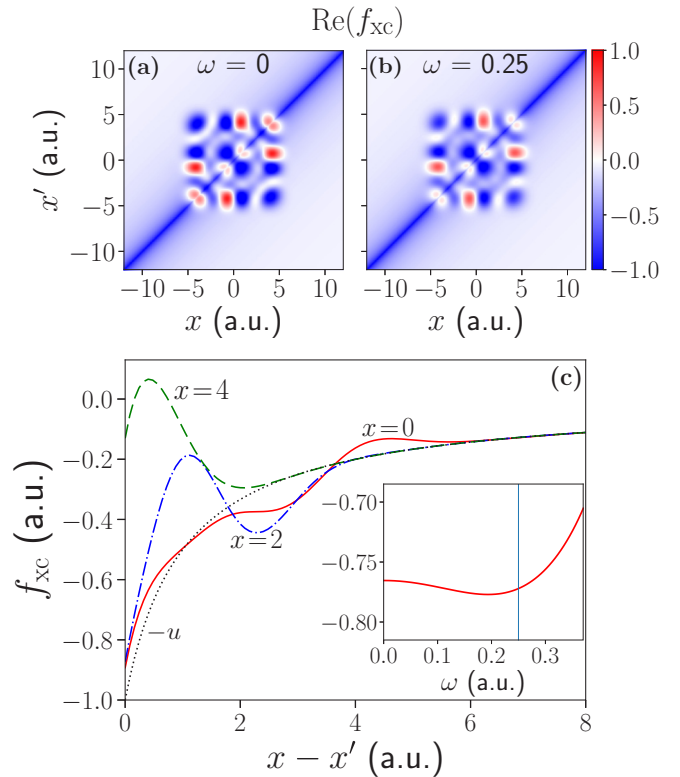 Re(f_xc)
(a) ω = 0
(b) ω = 0.25
10
5
0
−5
−10
x′ (a.u.)
−10 −5 0 5 10
−10 −5 0 5 10
x (a.u.)
x (a.u.)
1.0
0.5
0.0
−0.5
−1.0
(c)
0.0
−0.2
−0.4
−0.6
−0.8
−1.0
f_xc (a.u.)
x=4
x=0
x=2
−u
−0.70
−0.75
−0.80
0.0 0.1 0.2 0.3
ω (a.u.)
0 2 4 6 8
x − x′ (a.u.)